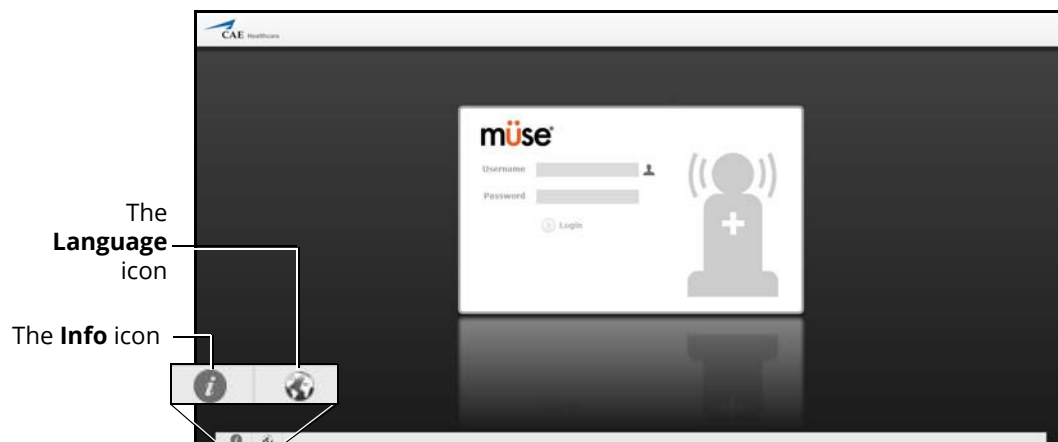 CAE Healthcare
müse®
Username
Password
Login
The
Language
icon
The Info icon